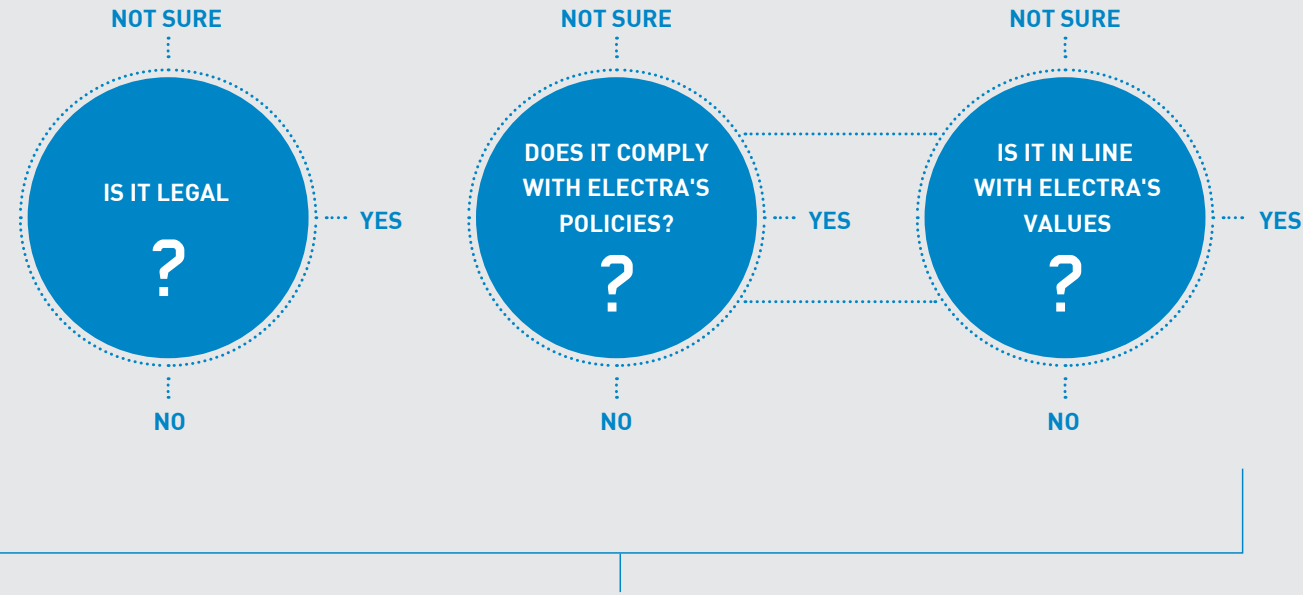 NOT SURE
IS IT LEGAL
?
YES
NO
NOT SURE
DOES IT COMPLY
WITH ELECTRA'S
POLICIES?
?
YES
NO
NOT SURE
IS IT IN LINE
WITH ELECTRA'S
VALUES
?
YES
NO